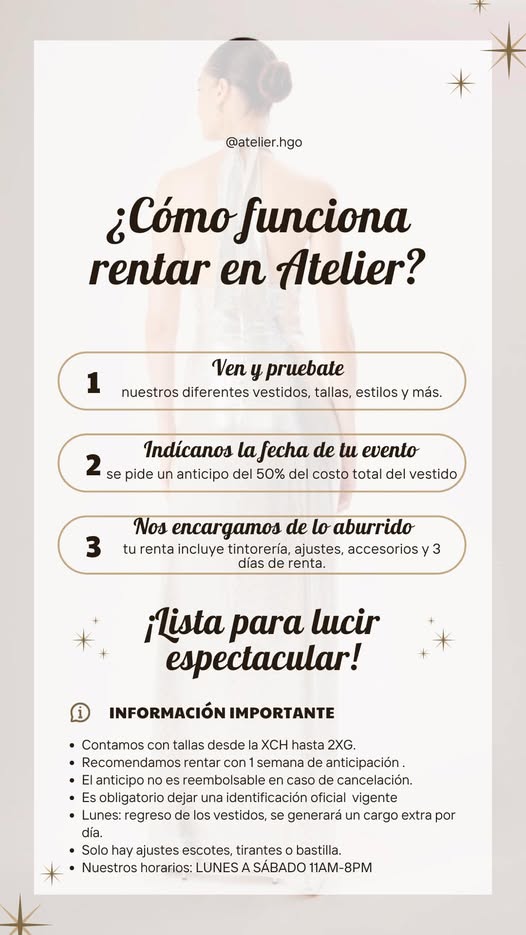 @atelier.hgo
¿Cómo funciona
rentar en Atelier?
1
Ven y pruebate
nuestros diferentes vestidos, tallas, estilos y más.
2
Indícanos la fecha de tu evento
se pide un anticipo del 50% del costo total del vestido
3
Nos encargamos de lo aburrido
tu renta incluye tintorería, ajustes, accesorios y 3
días de renta.
¡Lista para lucir
espectacular!
INFORMACIÓN IMPORTANTE
• Contamos con tallas desde la XCH hasta 2XG.
• Recomendamos rentar con 1 semana de anticipación .
• El anticipo no es reembolsable en caso de cancelación.
• Es obligatorio dejar una identificación oficial  vigente
• Lunes: regreso de los vestidos, se generará un cargo extra por
día.
• Solo hay ajustes escotes, tirantes o bastilla.
• Nuestros horarios: LUNES A SÁBADO 11AM-8PM